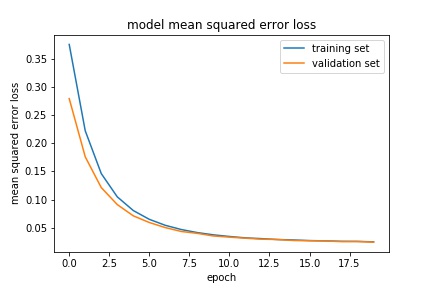 model mean squared error loss
training set
validation set
mean squared error loss
0.35
0.30
0.25
0.20
0.15
0.10
0.05
0.0 2.5 5.0 7.5 10.0 12.5 15.0 17.5
epoch